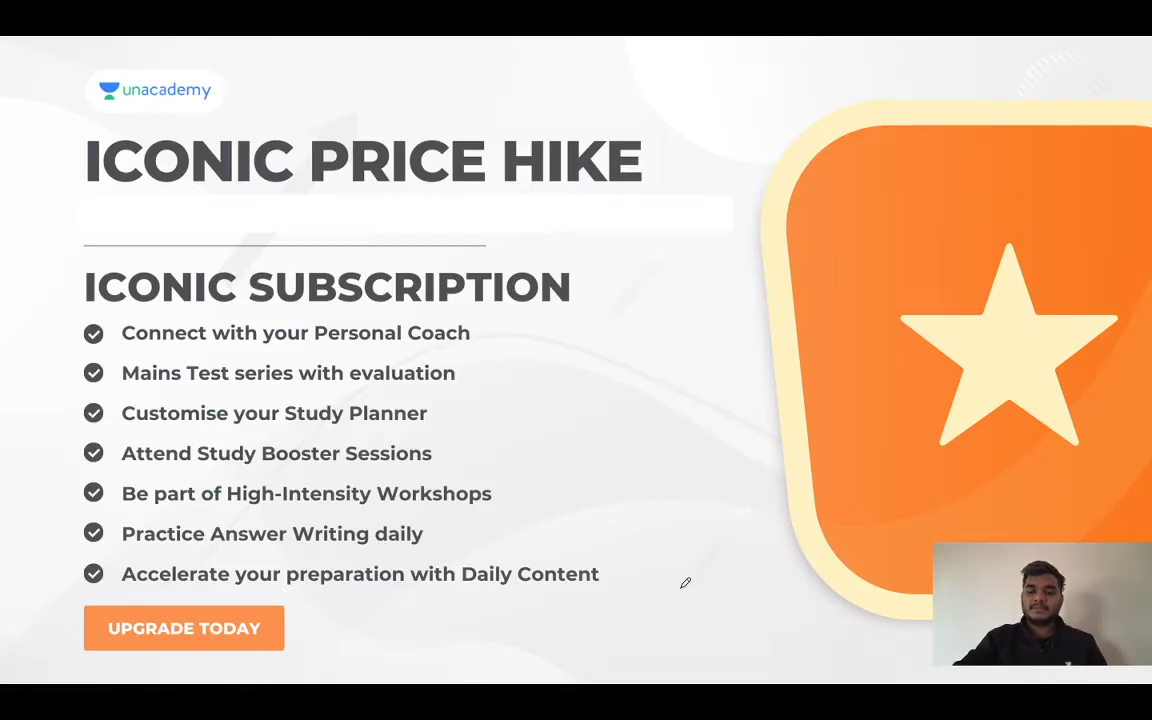 unacademy
ICONIC PRICE HIKE
ICONIC SUBSCRIPTION
Connect with your Personal Coach
Mains Test series with evaluation
Customise your Study Planner
Attend Study Booster Sessions
Be part of High-Intensity Workshops
Practice Answer Writing daily
Accelerate your preparation with Daily Content
UPGRADE TODAY